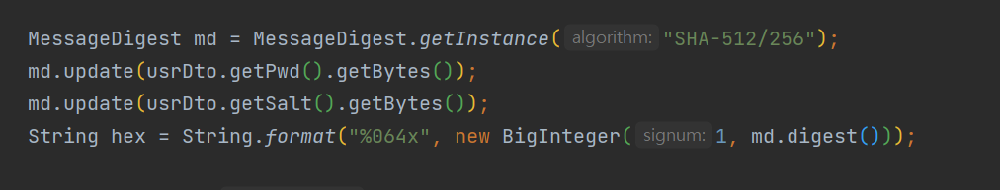 MessageDigest md = MessageDigest.getInstance( algorithm: "SHA-512/256");
md.update(usrDto.getPwd().getBytes());
md.update(usrDto.getSalt().getBytes());
String hex = String.format("%064x", new BigInteger( signum: 1, md.digest()));